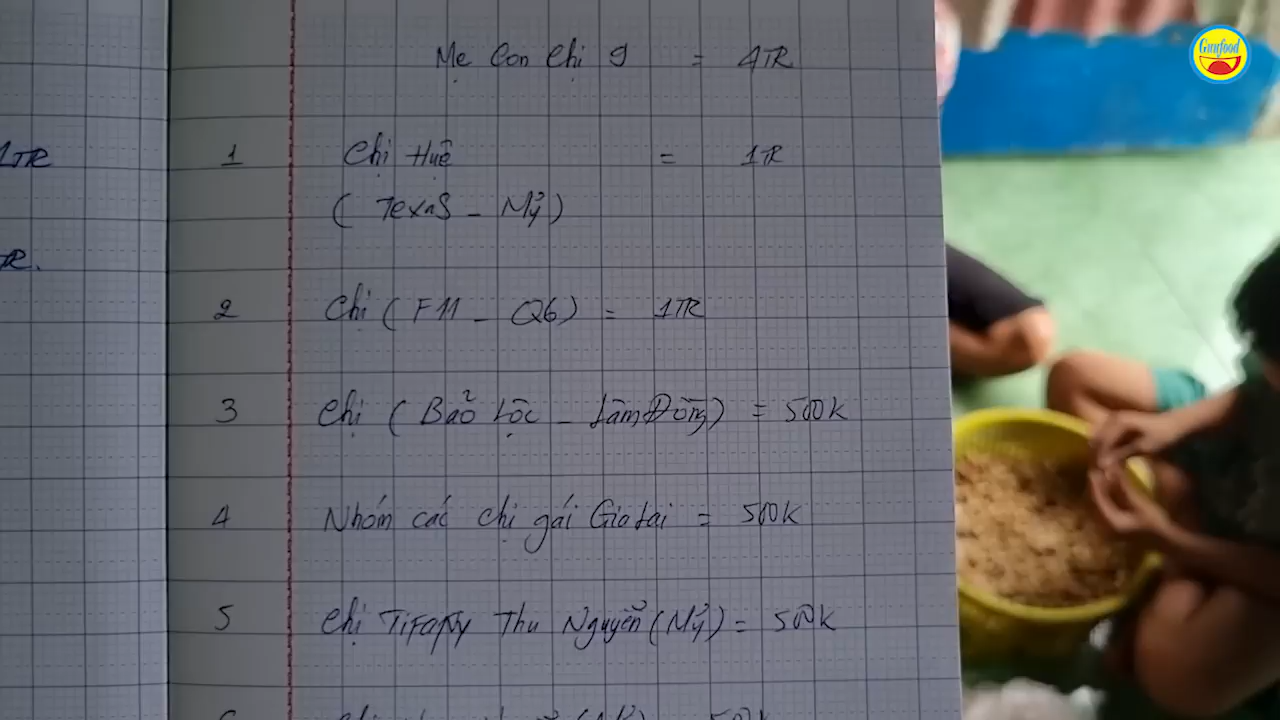 Gunfood
Mẹ Con Chị 9 = 4TR
1TR
1 Chị Huệ = 1TR
(Texas - Mỹ)
R.
2 Chị (F11 - Q6) = 1TR
3 Chị (Bảo Lộc - Lâm Đồng) = 500k
4 Nhóm các chị gái Gia Lai = 500k
5 Chị Tifany Thu Nguyễn (Mỹ) = 500k